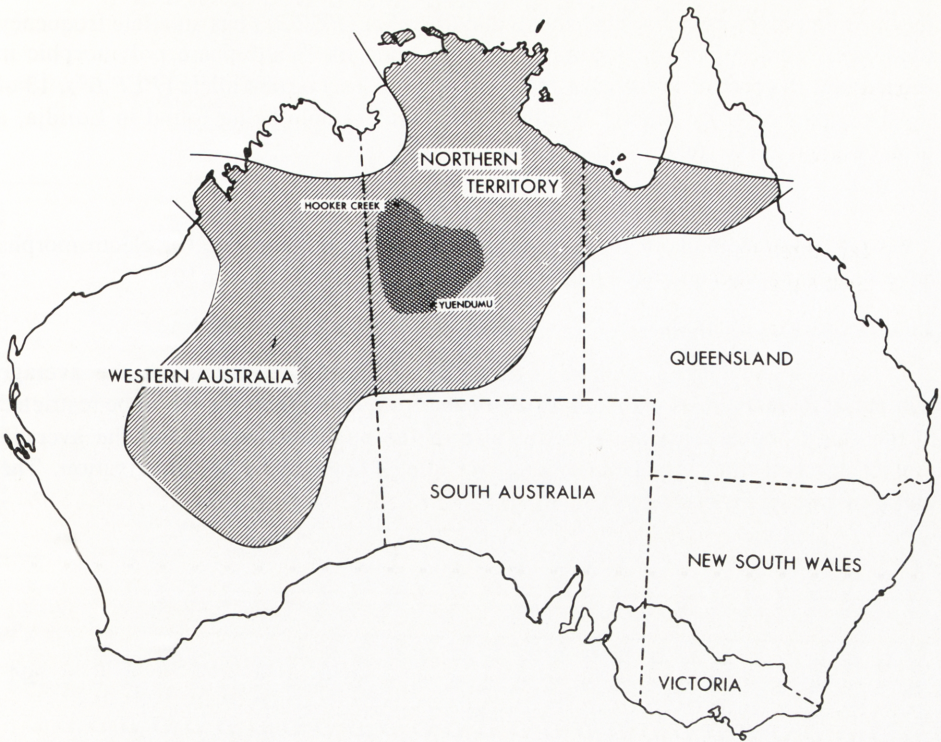 NORTHERN
TERRITORY
HOOKER CREEK
YUENDUMU
QUEENSLAND
WESTERN AUSTRALIA
SOUTH AUSTRALIA
NEW SOUTH WALES
VICTORIA